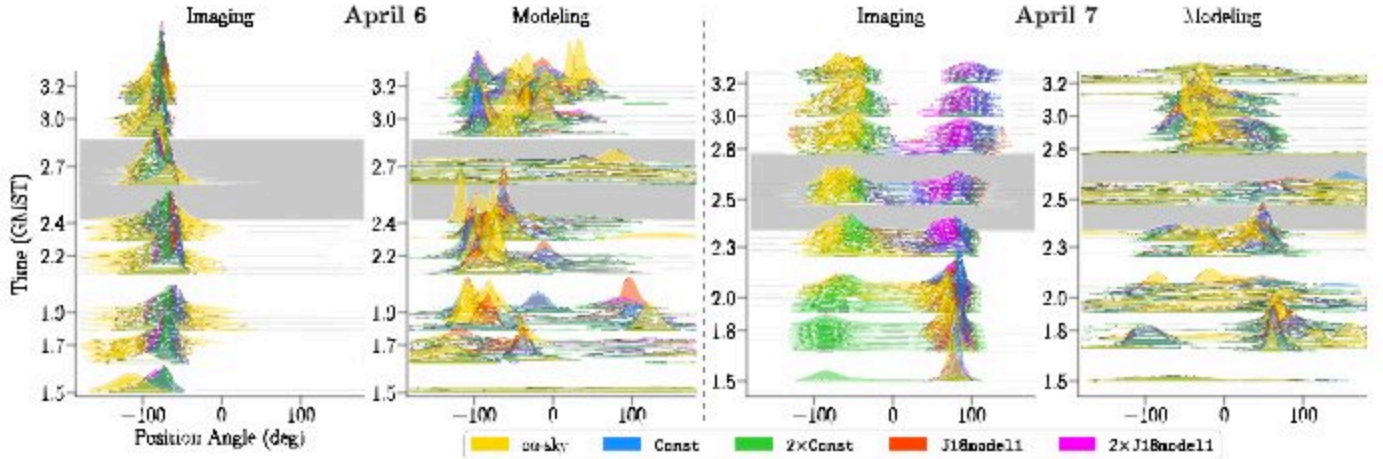 Imaging April 6 Modeling Imaging April 7 Modeling
3.2 3.2 3.2 3.2
3.0 3.0 3.0 3.0
2.7 2.7 2.8 2.8
2.5 2.5
2.4 2.4
2.2 2.2 2.3 2.3
1.9 1.9 2.0 2.0
1.7 1.7 1.8 1.8
1.5 1.5 1.5 1.5
Time (GMST)
−100 0 100 −100 0 100 −100 0 100 −100 0 100
Position Angle (deg)
on-sky Const 2×Const J18model1 2×J18model1